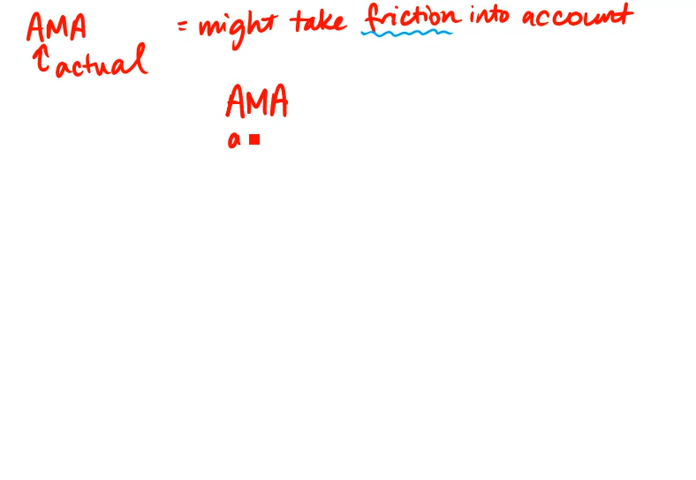 AMA = might take friction into account
↑ actual
AMA
a